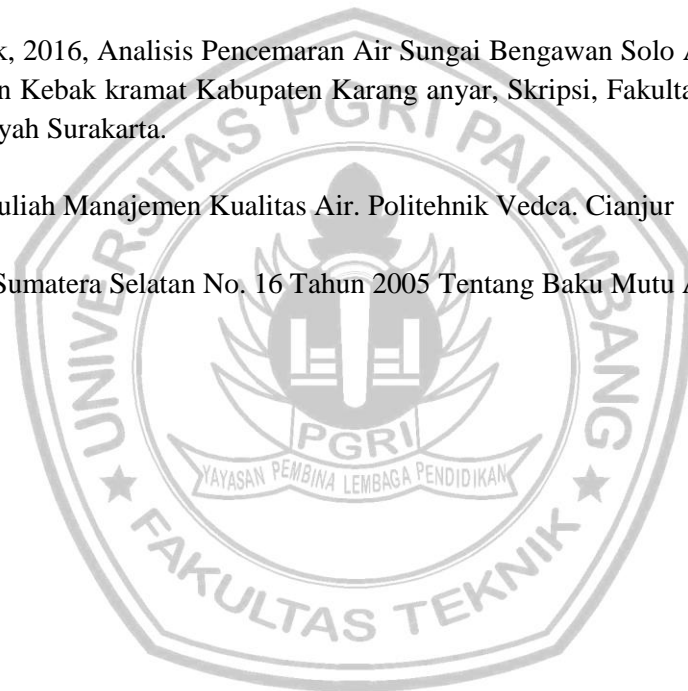 k, 2016, Analisis Pencemaran Air Sungai Bengawan Solo A
n Kebak kramat Kabupaten Karang anyar, Skripsi, Fakulta
yah Surakarta.
uliah Manajemen Kualitas Air. Politehnik Vedca. Cianjur
Sumatera Selatan No. 16 Tahun 2005 Tentang Baku Mutu A
UNIVERSITAS PGRI PALEMBANG
PGRI
YAYASAN PEMBINA LEMBAGA PENDIDIKAN
FAKULTAS TEKNIK